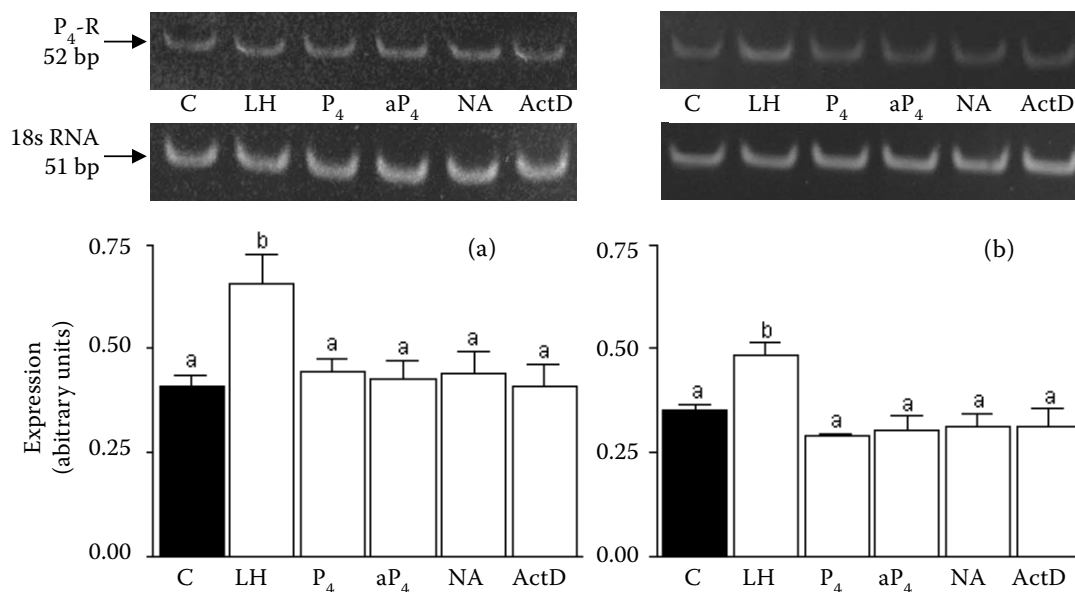 P4-R
52 bp
C LH P4 aP4 NA ActD
C LH P4 aP4 NA ActD
18s RNA
51 bp
Expression
(abitrary units)
0.75
0.50
0.25
0.00
(a)
a b a a a a
C LH P4 aP4 NA ActD
0.75
0.50
0.25
0.00
(b)
a b a a a a
C LH P4 aP4 NA ActD